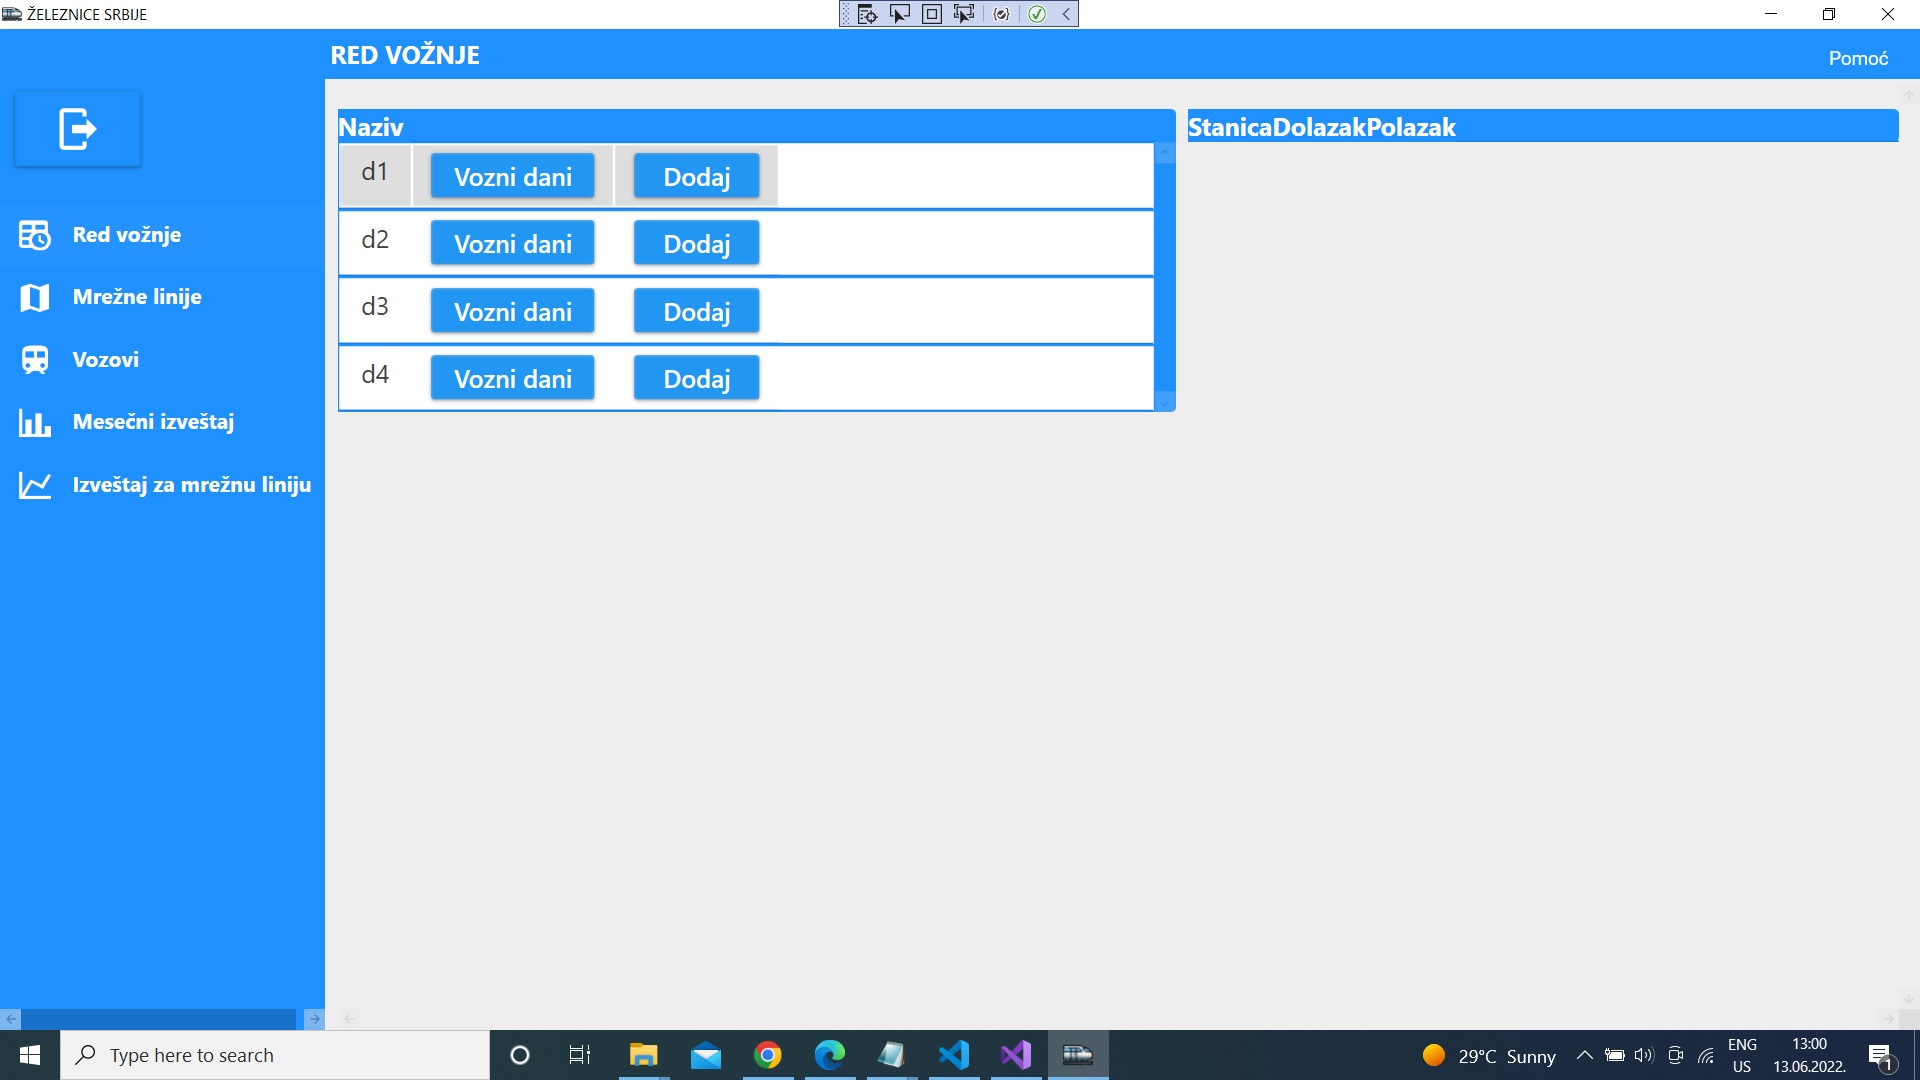 ŽELEZNICE SRBIJE
RED VOŽNJE
Pomoć
Red vožnje
Mrežne linije
Vozovi
Mesečni izveštaj
Izveštaj za mrežnu liniju
Naziv
d1 Vozni dani Dodaj
d2 Vozni dani Dodaj
d3 Vozni dani Dodaj
d4 Vozni dani Dodaj
StanicaDolazakPolazak
Type here to search
29°C Sunny
ENG
US
13:00
13.06.2022.
1